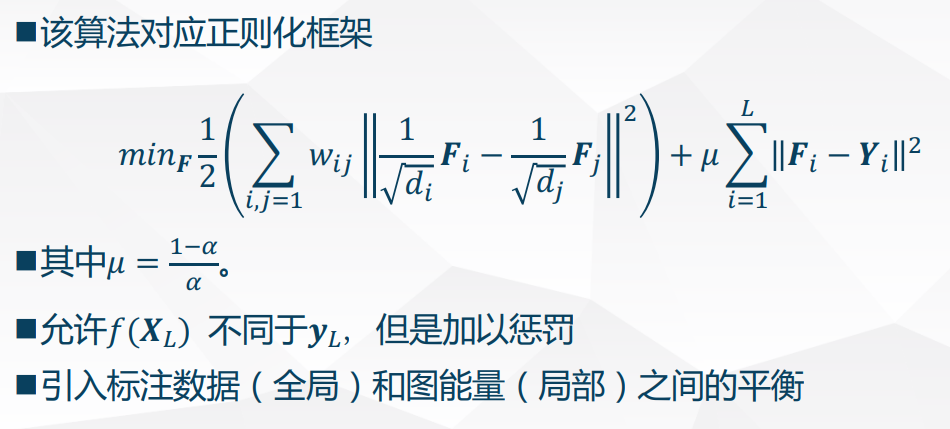 ■该算法对应正则化框架
$min_{\boldsymbol{F}} \frac{1}{2} \left( \sum_{i,j=1} w_{ij} \left\| \frac{1}{\sqrt{d_i}} \boldsymbol{F}_i - \frac{1}{\sqrt{d_j}} \boldsymbol{F}_j \right\|^2 \right) + \mu \sum_{i=1}^{L} \| \boldsymbol{F}_i - \boldsymbol{Y}_i \|^2$
■其中$\mu = \frac{1-\alpha}{\alpha}$。
■允许$f(\boldsymbol{X}_L)$ 不同于$\boldsymbol{y}_L$，但是加以惩罚
■引入标注数据（全局）和图能量（局部）之间的平衡